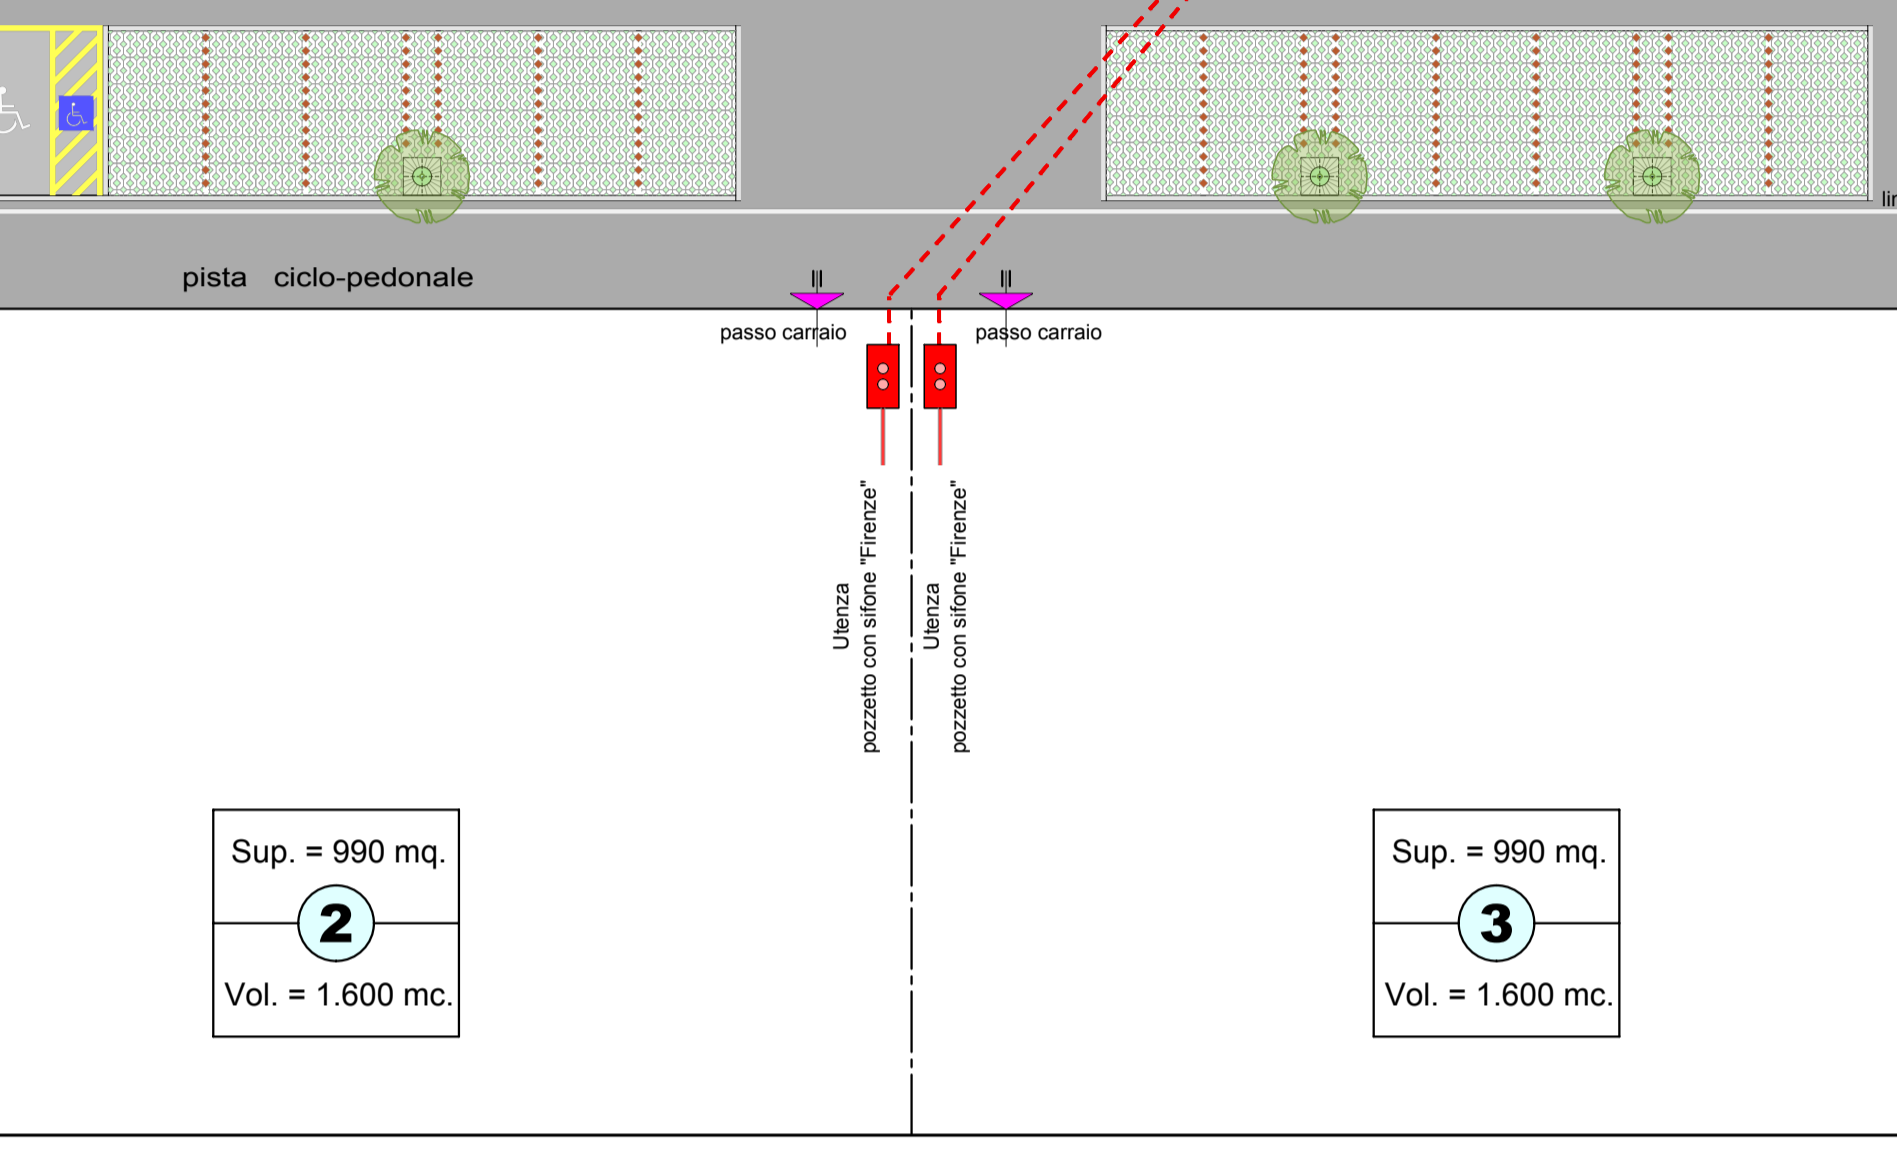 pista ciclo-pedonale
passo carraio
passo carraio
Utenza
pozzetto con sifone "Firenze"
Utenza
pozzetto con sifone "Firenze"
Sup. = 990 mq.
2
Vol. = 1.600 mc.
Sup. = 990 mq.
3
Vol. = 1.600 mc.